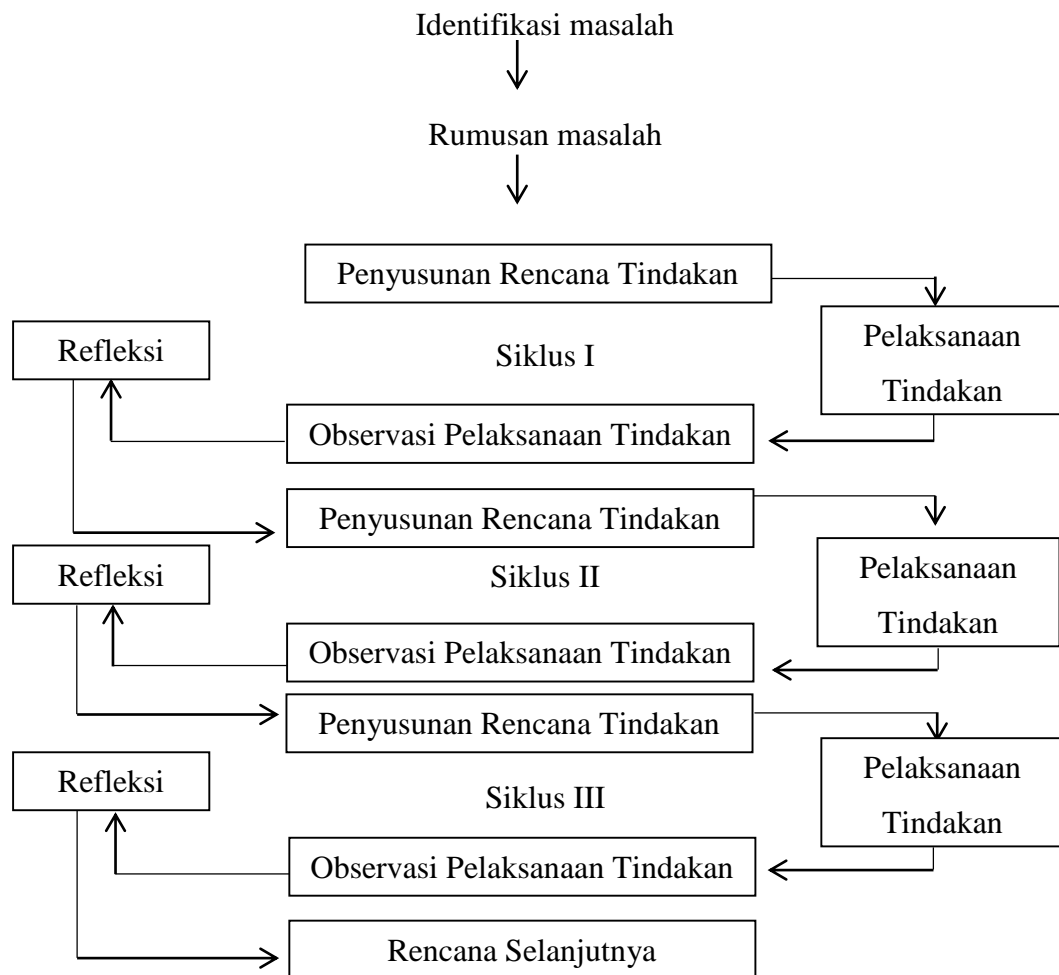 Identifikasi masalah
Rumusan masalah
Penyusunan Rencana Tindakan
Pelaksanaan
Tindakan
Refleksi
Siklus I
Observasi Pelaksanaan Tindakan
Penyusunan Rencana Tindakan
Pelaksanaan
Tindakan
Refleksi
Siklus II
Observasi Pelaksanaan Tindakan
Penyusunan Rencana Tindakan
Pelaksanaan
Tindakan
Refleksi
Siklus III
Observasi Pelaksanaan Tindakan
Rencana Selanjutnya